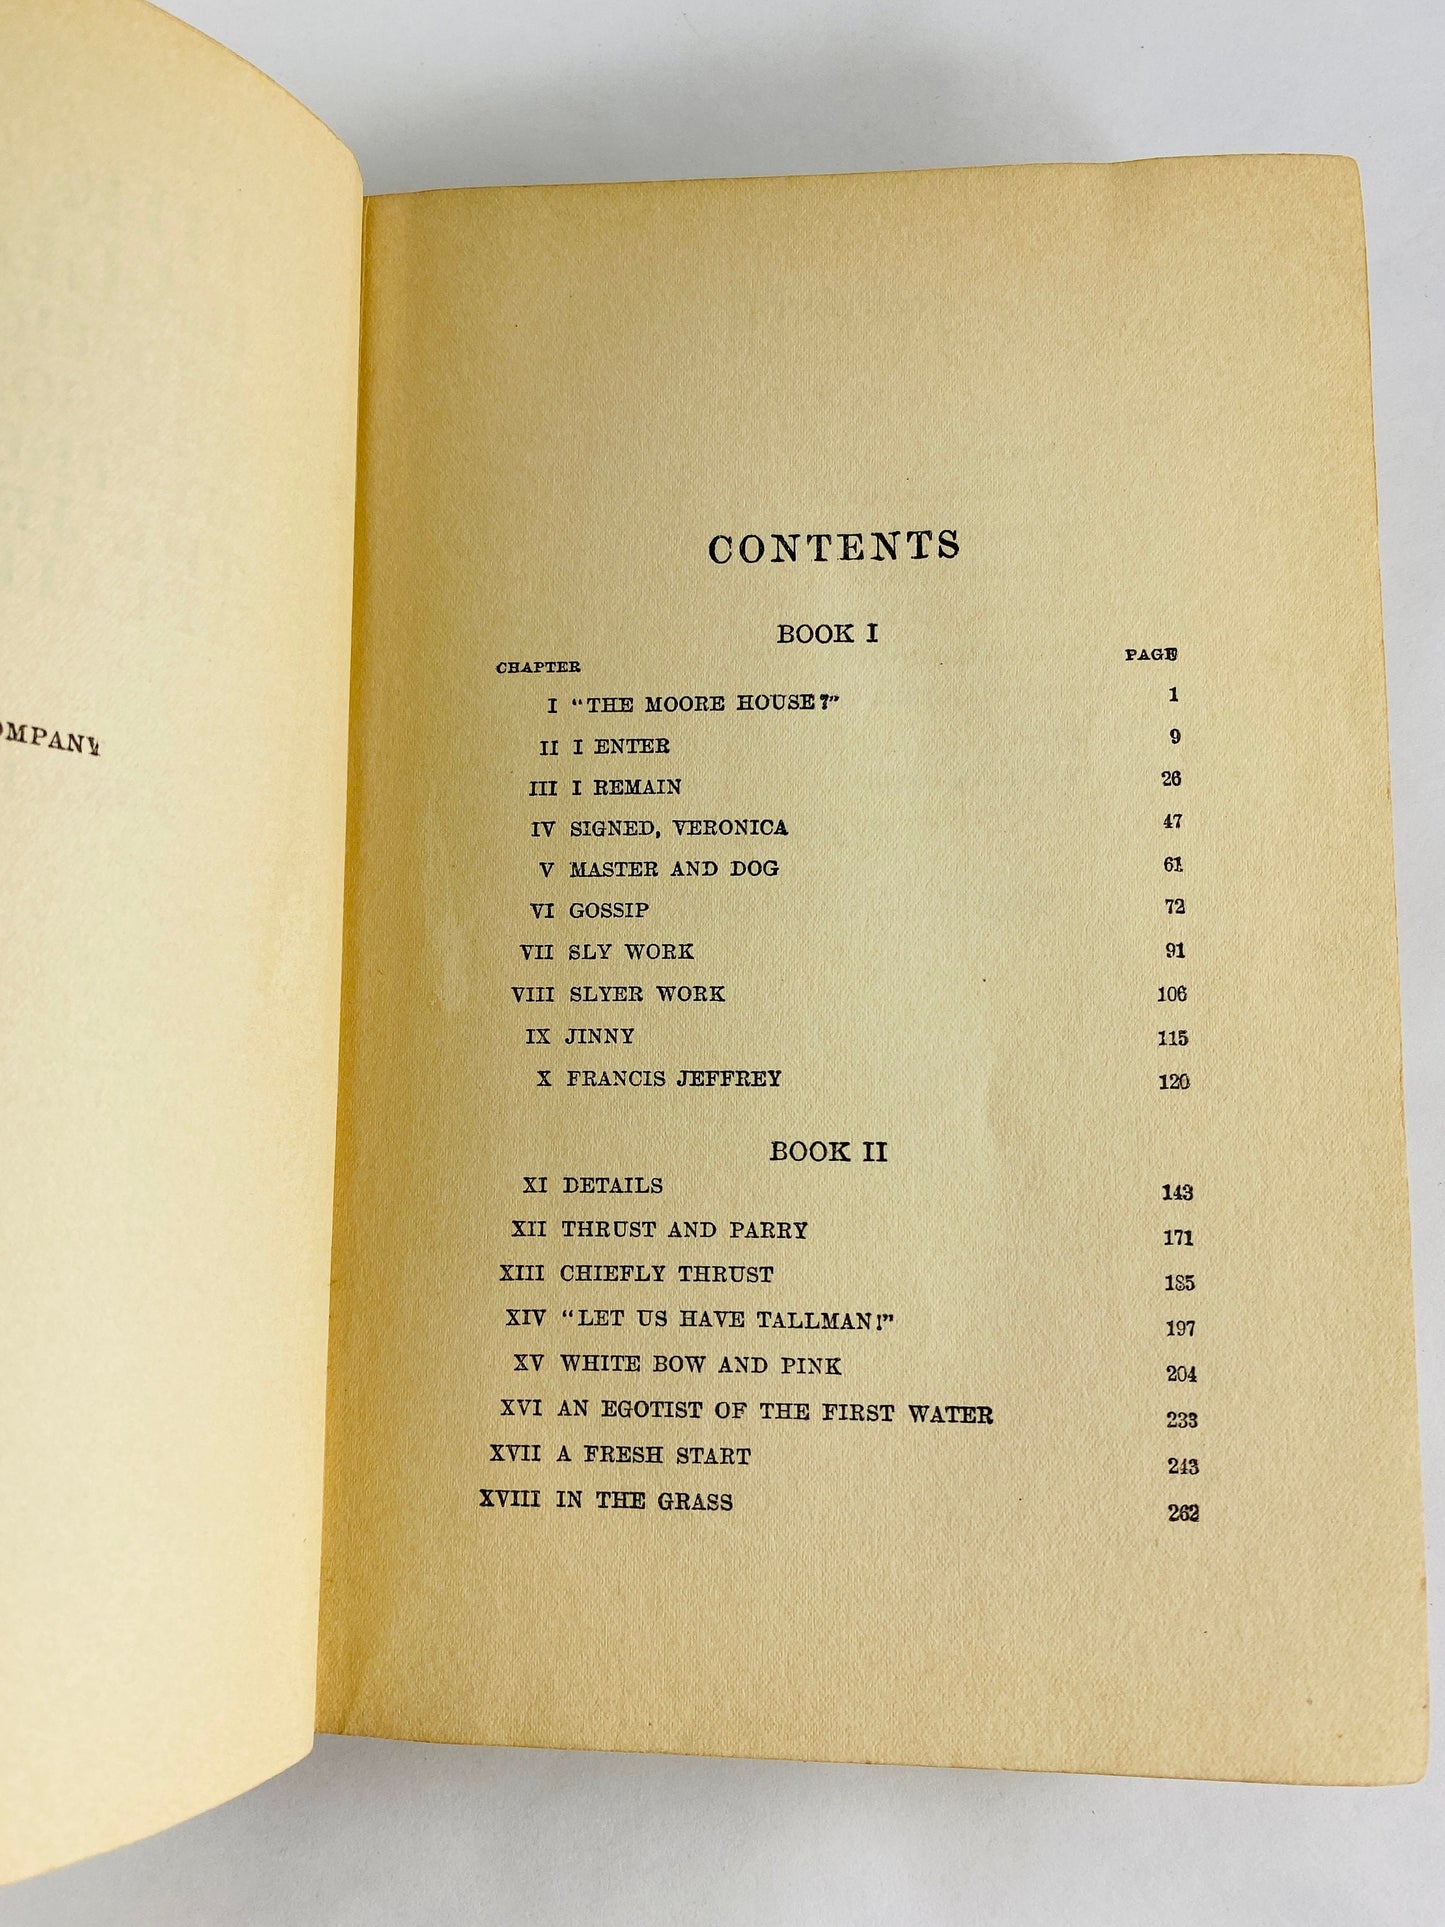 OMPANY
CONTENTS
BOOK I
CHAPTER PAGE
I "THE MOORE HOUSE?" 1
II I ENTER 9
III I REMAIN 26
IV SIGNED, VERONICA 47
V MASTER AND DOG 61
VI GOSSIP 72
VII SLY WORK 91
VIII SLYER WORK 106
IX JINNY 115
X FRANCIS JEFFREY 120
BOOK II
XI DETAILS 143
XII THRUST AND PARRY 171
XIII CHIEFLY THRUST 185
XIV "LET US HAVE TALLMAN!" 197
XV WHITE BOW AND PINK 204
XVI AN EGOTIST OF THE FIRST WATER 233
XVII A FRESH START 243
XVIII IN THE GRASS 262